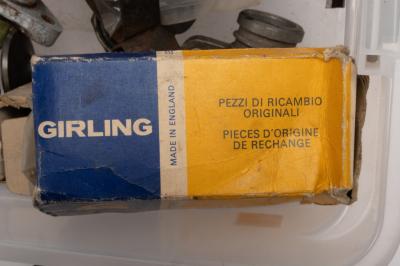 GIRLING
MADE IN ENGLAND
PEZZI DI RICAMBIO
ORIGINALI
PIECES D'ORIGINE
DE RECHANGE